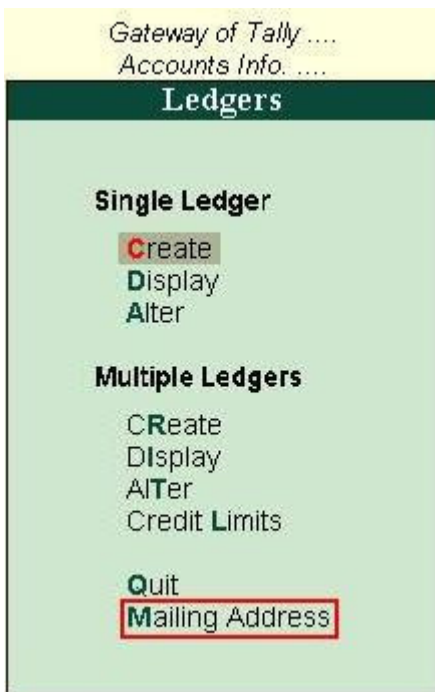 Gateway of Tally ....
Accounts Info. .....
Ledgers
Single Ledger
Create
Display
Alter
Multiple Ledgers
CReate
DIsplay
AlTer
Credit Limits
Quit
Mailing Address